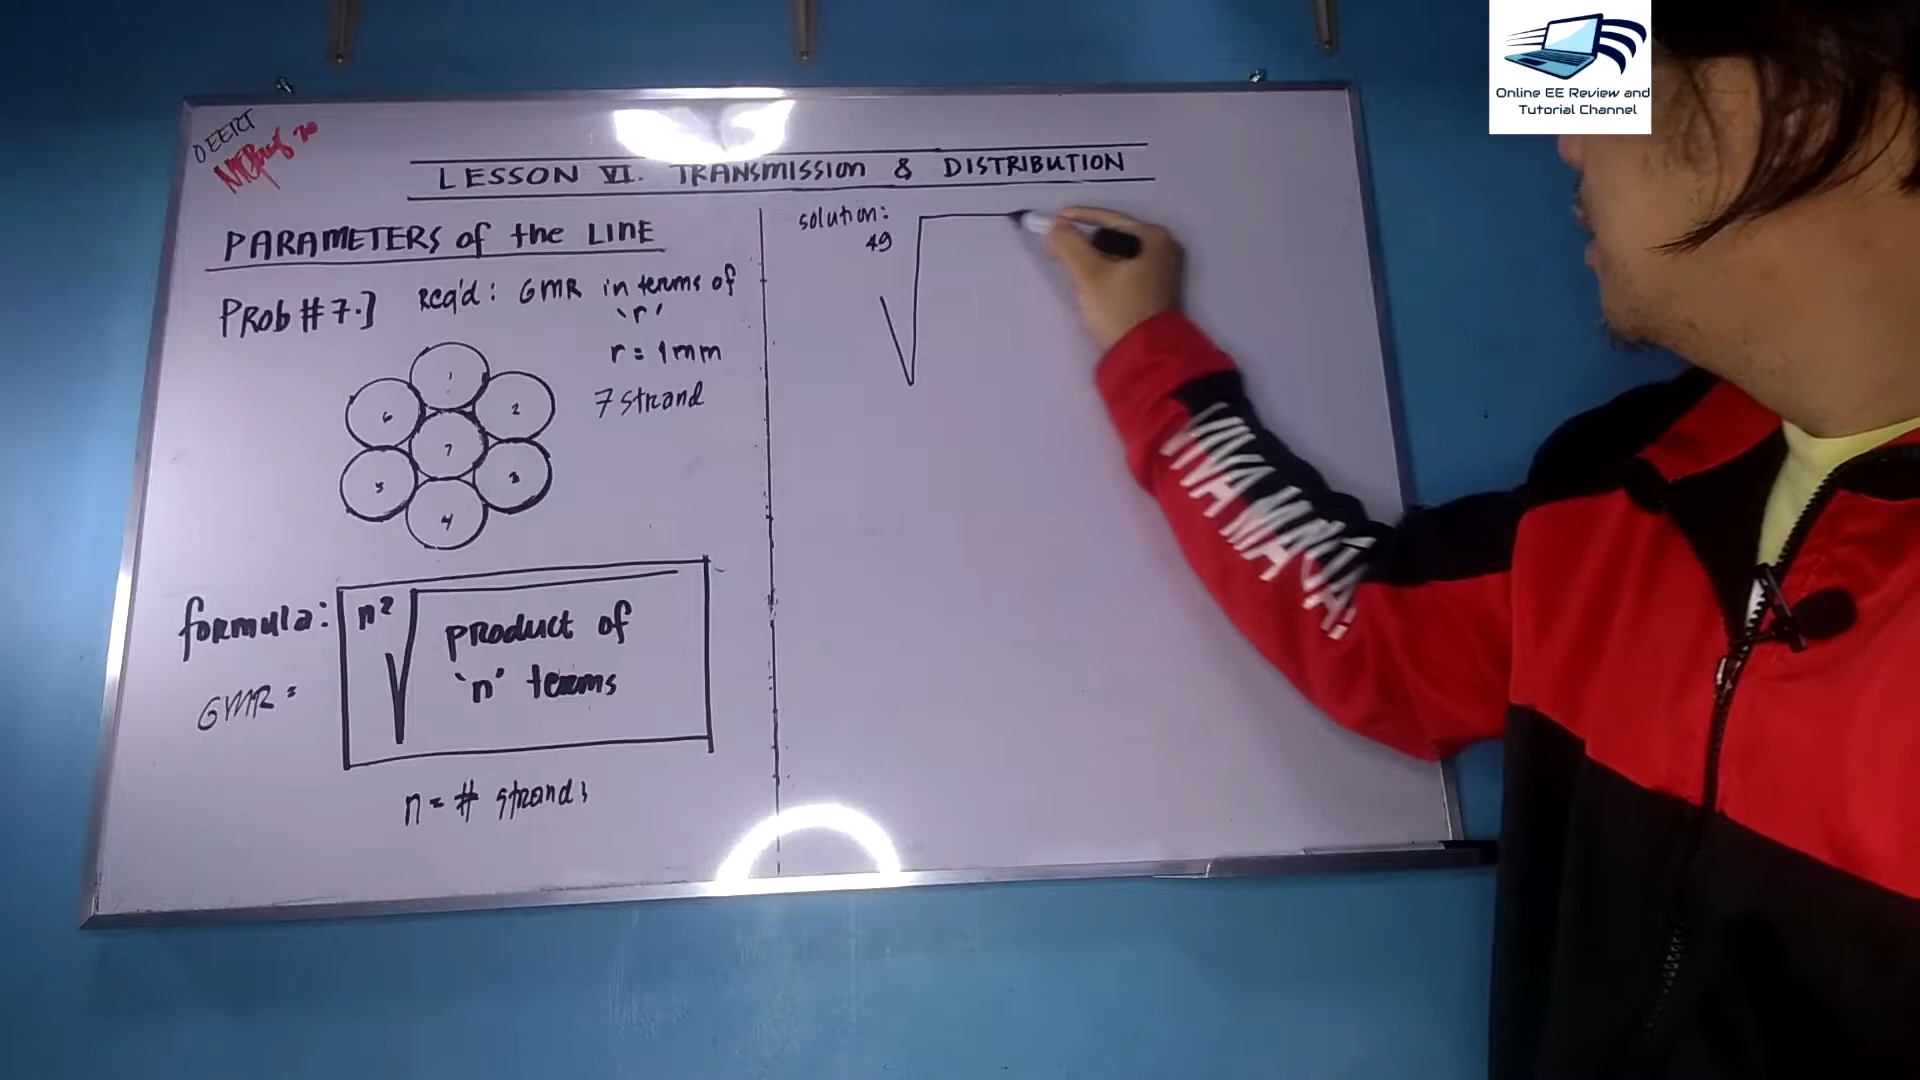 Online EE Review and
Tutorial Channel
OEERT
LESSON VI. TRANSMISSION & DISTRIBUTION
PARAMETERS of the LINE
PROb # 7.]
Req'd: GMR in terms of
'r'
r = 1mm
7 strand
1
6
2
7
5
3
4
formula:
GMR =
n² √ product of
'n' terms
n = # strands
solution:
49 √
VIVA MAÑIA!